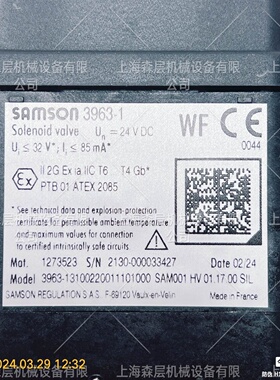 上海森层机械设备有限公司
上海森层机械设备有限公司
SAMSON 3963-1
Solenoid valve Un = 24V DC
Ui ≤ 32 V*; Ii ≤ 85 mA*
WF CE
0044
Ex II 2G Ex ia IIC T6 ... T4 Gb*
PTB 01 ATEX 2085
* See technical data and explosion-protection
certificate for permissible ambient temperature
and maximum values for connection to certified
intrinsically safe circuits.
Mat. 1273523 S / N 2130-000033427 Date 02/24
Model 3963-1310022001110100 0 SAM001 HV 01.17.00 SIL
SAMSON REGULATION S A S. F-69120 Vaulx-en-Velin Made in France
2024.03.29 12:32